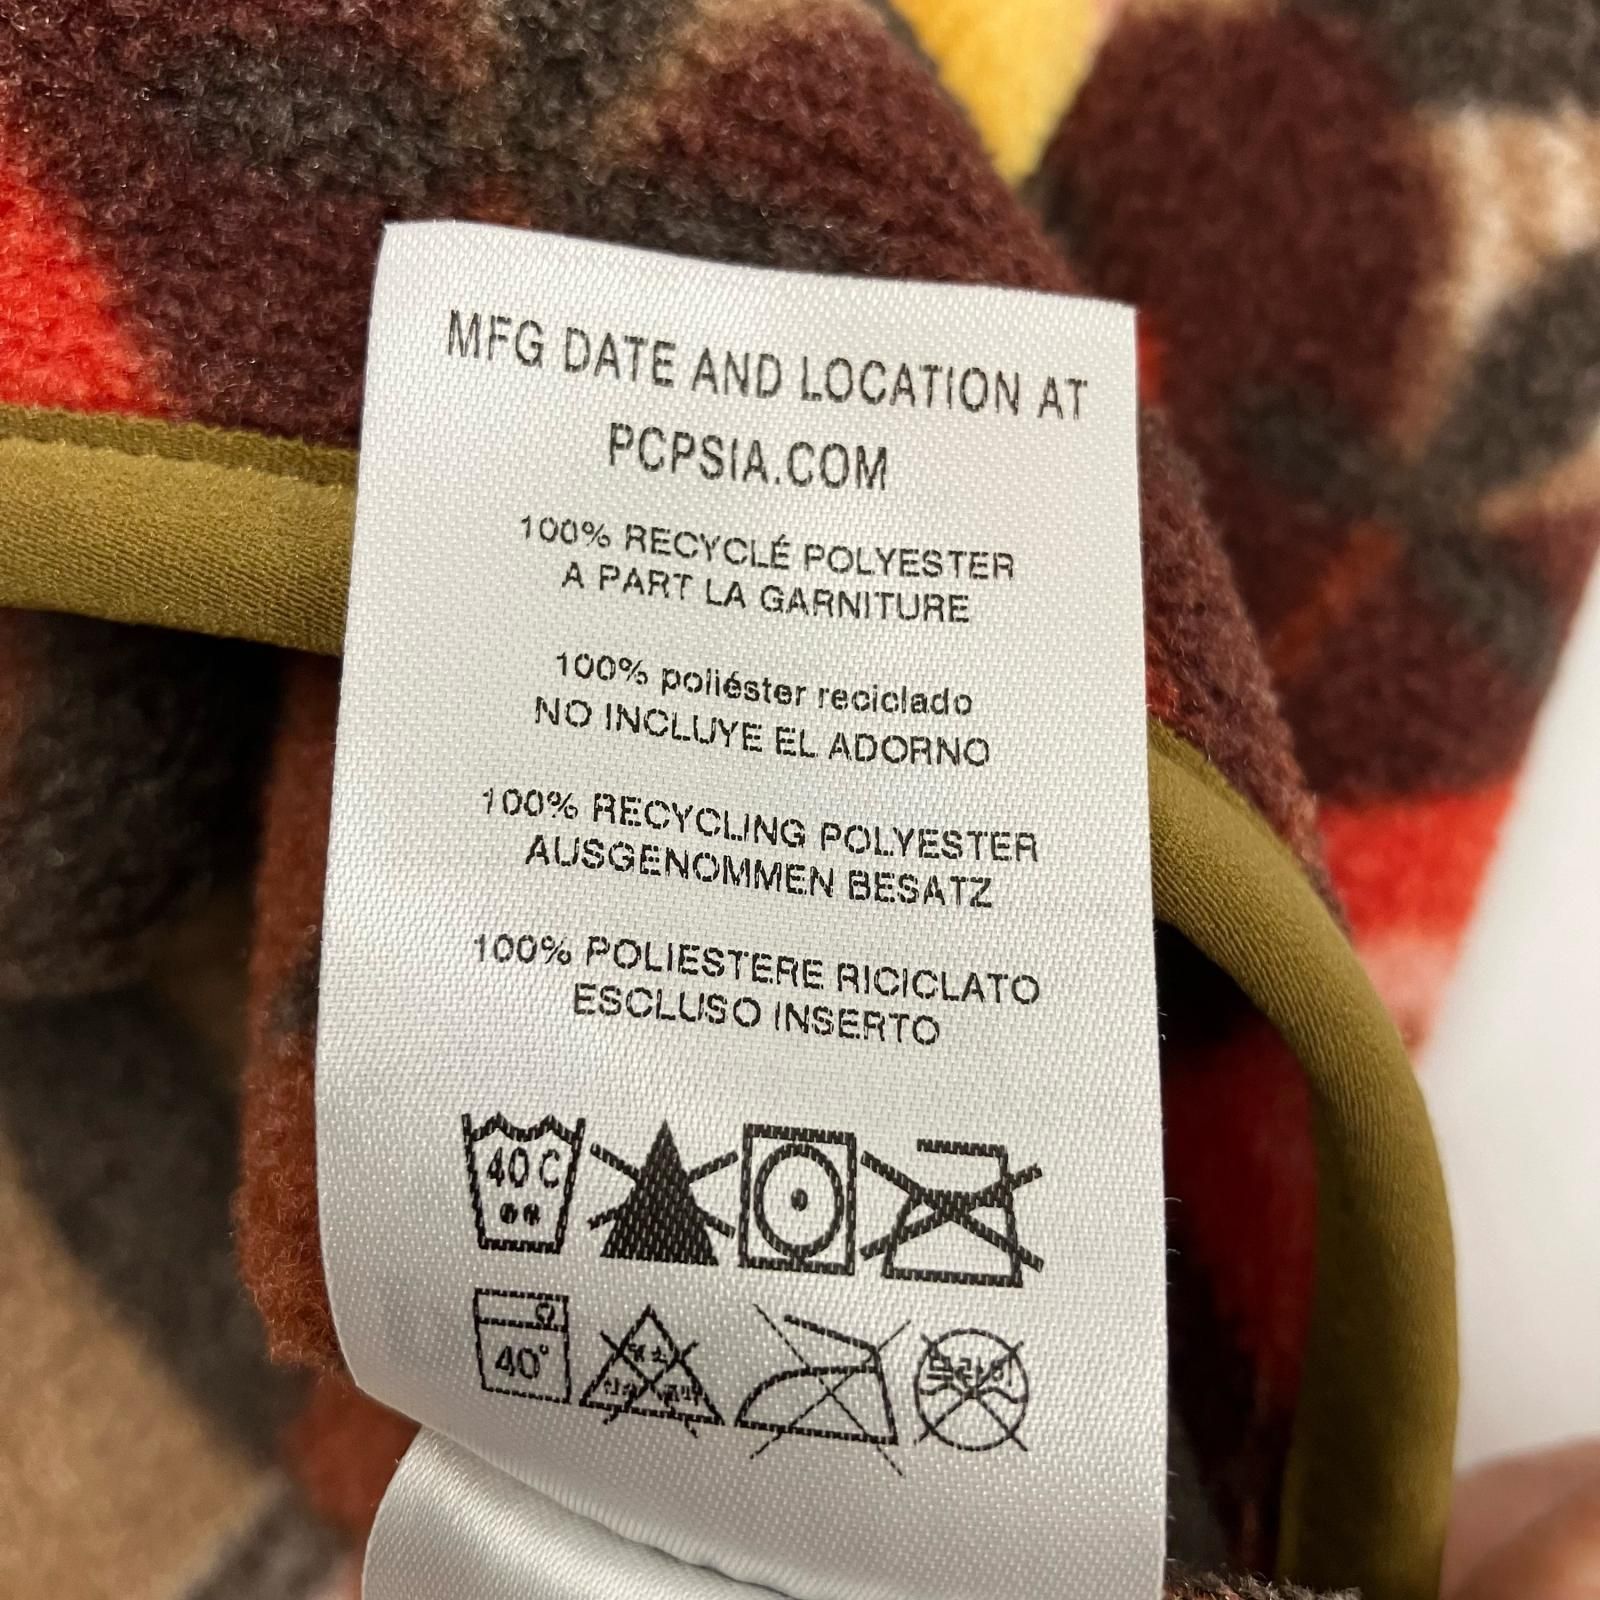 MFG DATE AND LOCATION AT
PCPSIA.COM
100% RECYCLÉ POLYESTER
A PART LA GARNITURE
100% poliéster reciclado
NO INCLUYE EL ADORNO
100% RECYCLING POLYESTER
AUSGENOMMEN BESATZ
100% POLIESTERE RICICLATO
ESCLUSO INSERTO
40 C
40°